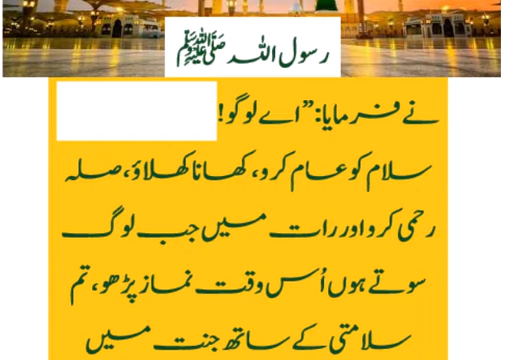 رسول اللہ ﷺ
نے فرمایا: ”اے لوگو!
سلام کو عام کرو، کھانا کھلاؤ، صلہ
رحمی کرو اور رات میں جب لوگ
سوتے ہوں اُس وقت نماز پڑھو، تم
سلامتی کے ساتھ جنت میں